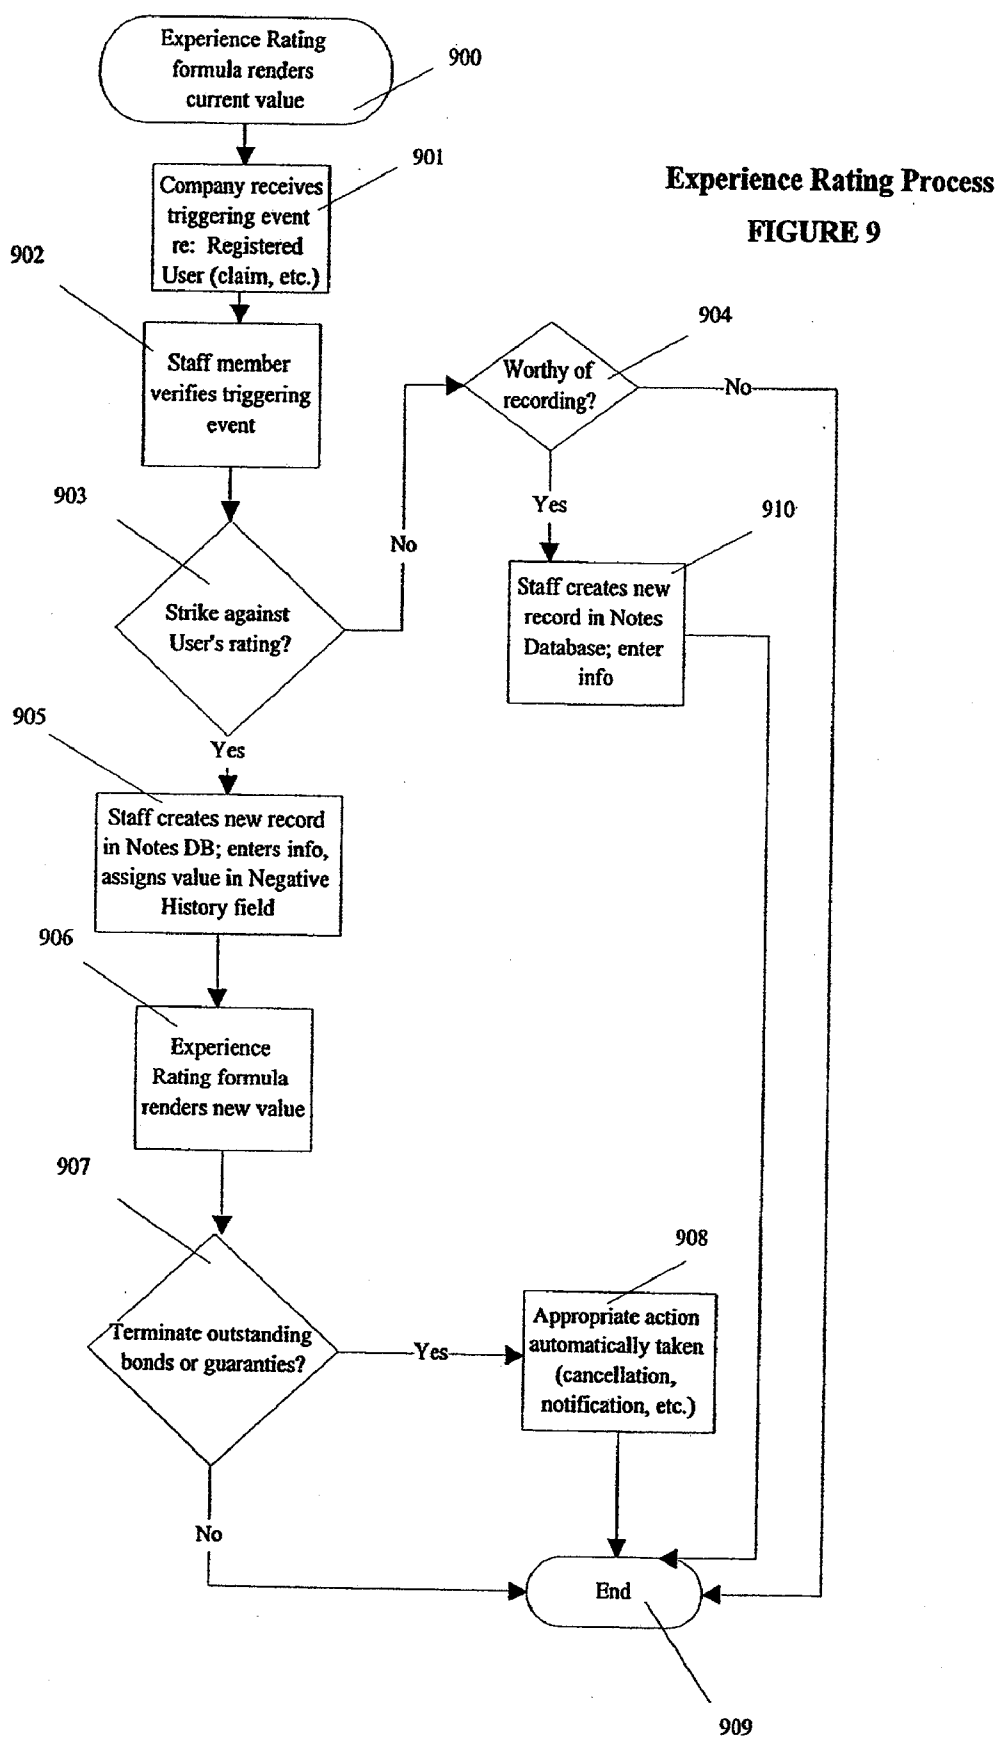 Experience Rating
formula renders
current value
900
901
Experience Rating Process
FIGURE 9
Company receives
triggering event
re: Registered
User (claim, etc.)
902
Staff member
verifies triggering
event
904
Worthy of
recording?
No
Yes
903
Strike against
User's rating?
No
910
Staff creates new
record in Notes
Database; enter
info
905
Yes
Staff creates new record
in Notes DB; enters info,
assigns value in Negative
History field
906
Experience
Rating formula
renders new value
907
Terminate outstanding
bonds or guaranties?
Yes
908
Appropriate action
automatically taken
(cancellation,
notification, etc.)
No
End
909